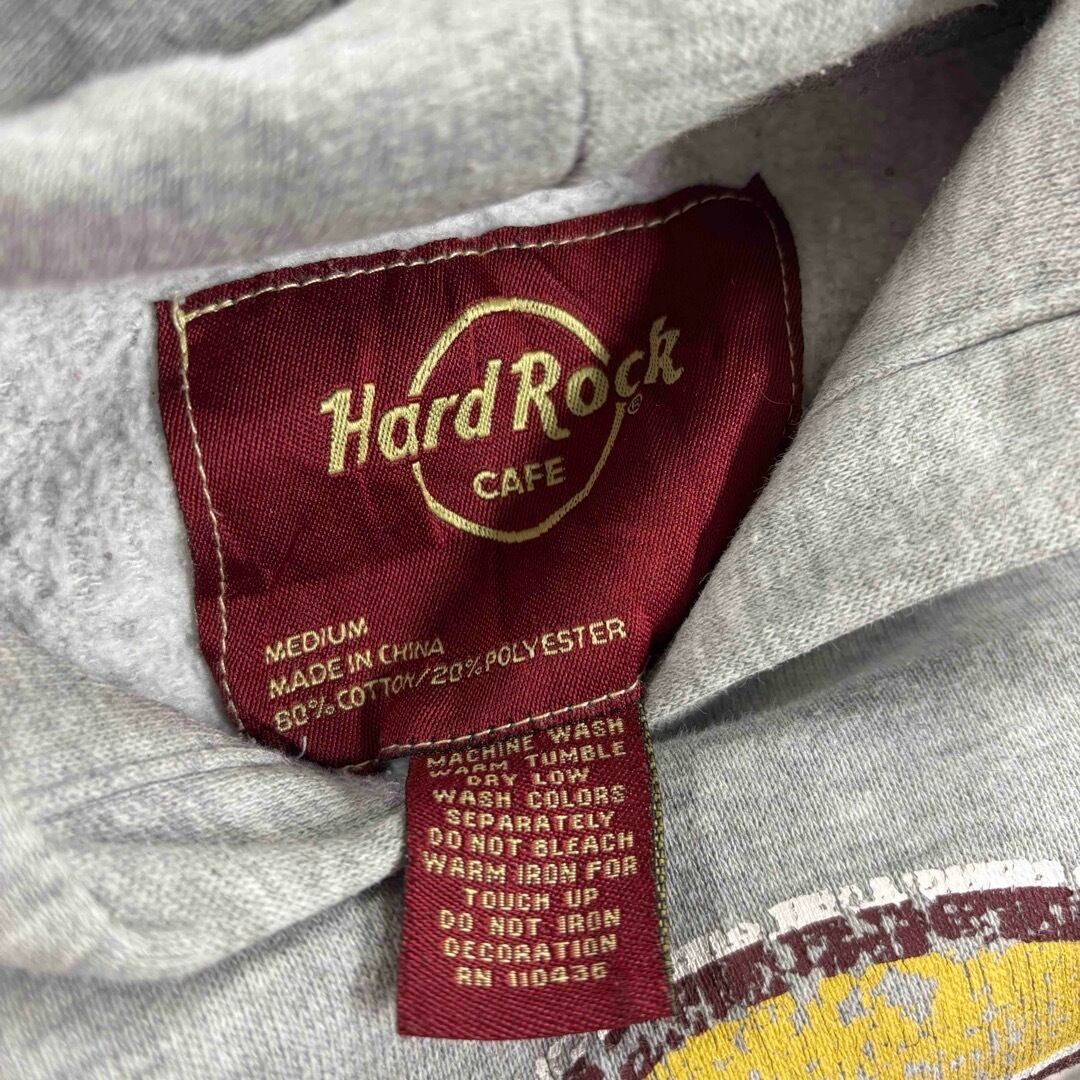 Hard Rock®
CAFE
MEDIUM
MADE IN CHINA
80% COTTON/20% POLYESTER
MACHINE WASH
WARM TUMBLE
DRY LOW
WASH COLORS
SEPARATELY
DO NOT BLEACH
WARM IRON FOR
TOUCH UP
DO NOT IRON
DECORATION
RN 110436